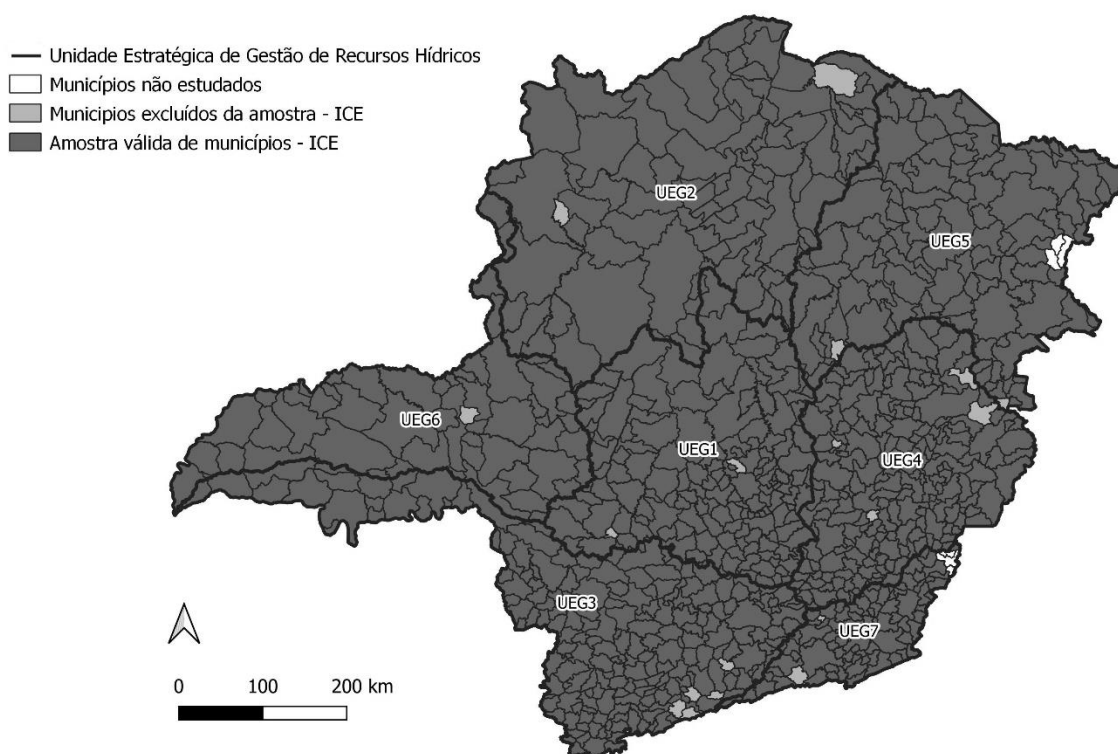 Unidade Estratégica de Gestão de Recursos Hídricos
Municípios não estudados
Municipios excluídos da amostra - ICE
Amostra válida de municípios - ICE
UEG2
UEG5
UEG6
UEG1
UEG4
UEG3
UEG7
0 100 200 km